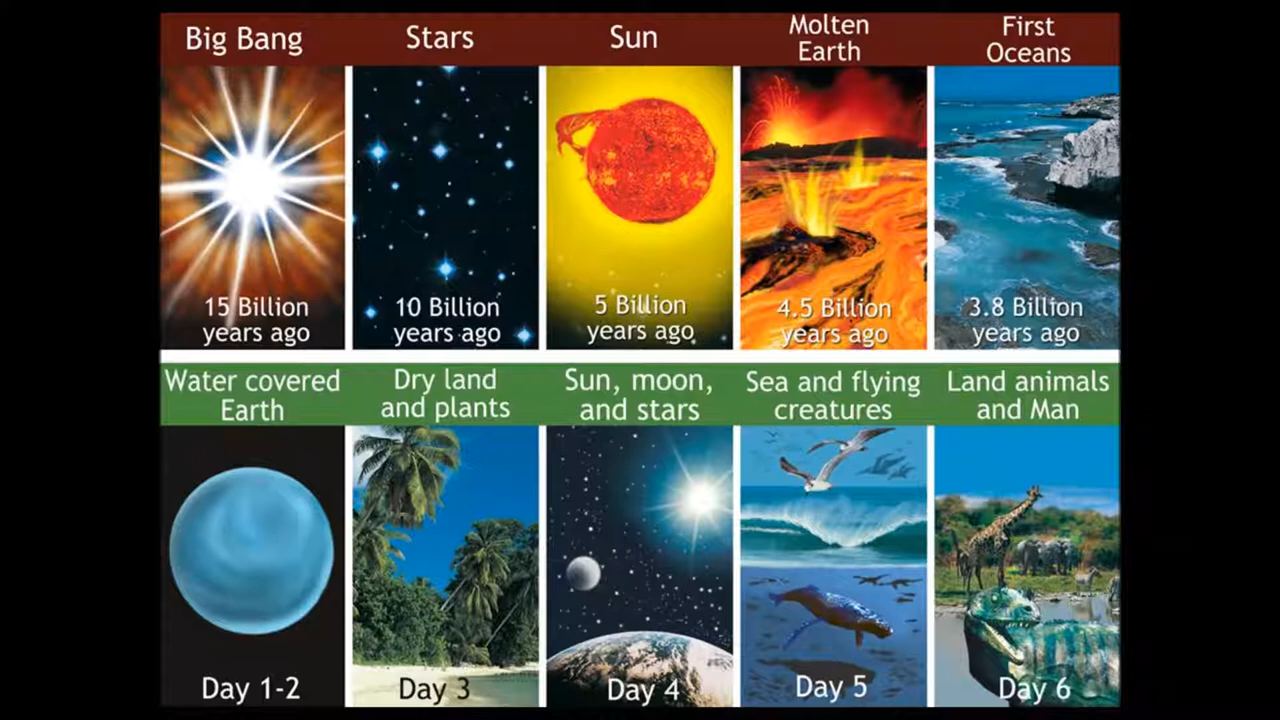 Big Bang
Stars
Sun
Molten
Earth
First
Oceans
15 Billion
years ago
10 Billion
years ago
5 Billion
years ago
4.5 Billion
years ago
3.8 Billion
years ago
Water covered
Earth
Dry land
and plants
Sun, moon,
and stars
Sea and flying
creatures
Land animals
and Man
Day 1-2
Day 3
Day 4
Day 5
Day 6